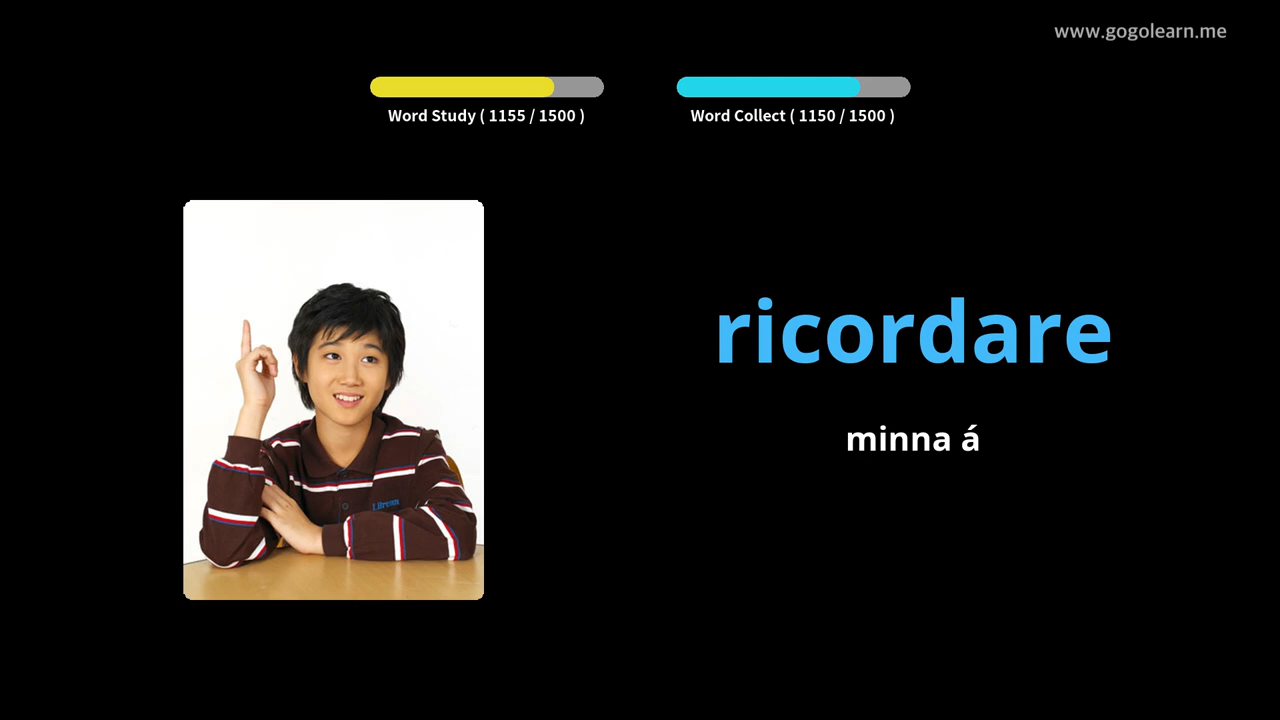 www.gogolearn.me
Word Study ( 1155 / 1500 )
Word Collect ( 1150 / 1500 )
ricordare
minna á